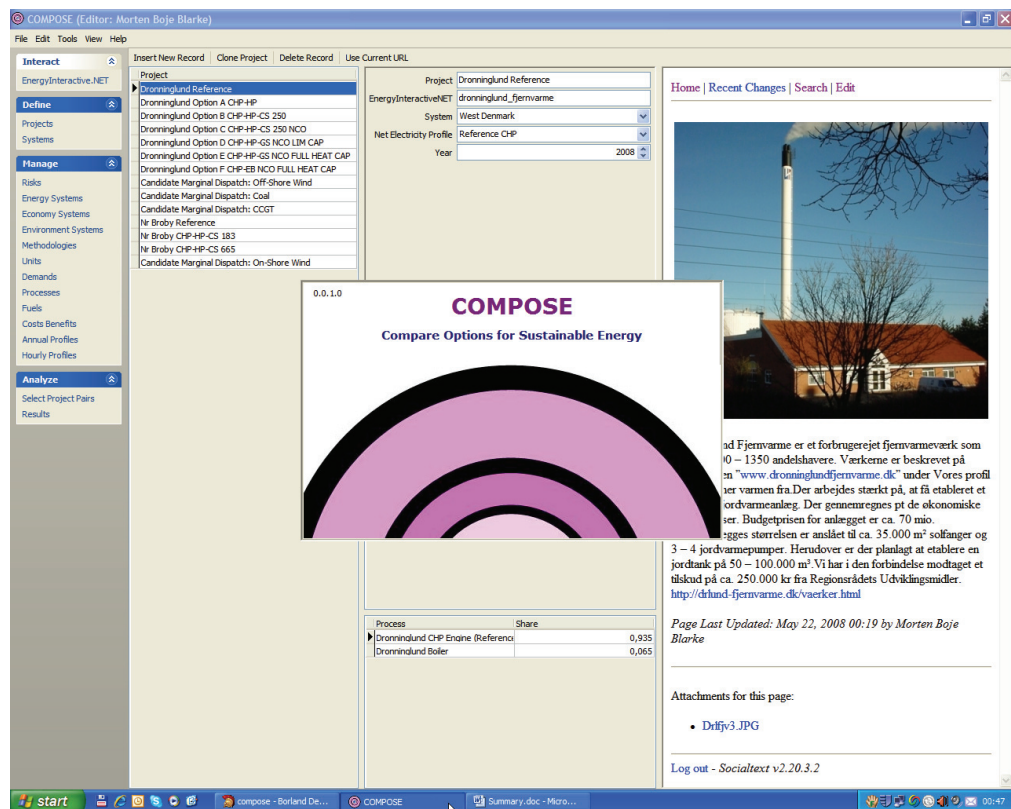 COMPOSE (Editor: Morten Boje Blarke)
File Edit Tools View Help
Interact
EnergyInteractive.NET
Define
Projects
Systems
Manage
Risks
Energy Systems
Economy Systems
Environment Systems
Methodologies
Units
Demands
Processes
Fuels
Costs Benefits
Annual Profiles
Hourly Profiles
Analyze
Select Project Pairs
Results
Insert New Record Clone Project Delete Record Use Current URL
Project
Dronninglund Reference
Dronninglund Option A CHP-HP
Dronninglund Option B CHP-HP-CS 250
Dronninglund Option C CHP-HP-CS 250 NCO
Dronninglund Option D CHP-HP-GS NCO LIM CAP
Dronninglund Option E CHP-HP-GS NCO FULL HEAT CAP
Dronninglund Option F CHP-EB NCO FULL HEAT CAP
Candidate Marginal Dispatch: Off-Shore Wind
Candidate Marginal Dispatch: Coal
Candidate Marginal Dispatch: CCGT
Nr Broby Reference
Nr Broby CHP-HP-CS 183
Nr Broby CHP-HP-CS 665
Candidate Marginal Dispatch: On-Shore Wind
Project Dronninglund Reference
EnergyInteractiveNET dronninglund_fjernvarme
System West Denmark
Net Electricity Profile Reference CHP
Year 2008
0.0.1.0
COMPOSE
Compare Options for Sustainable Energy
Process Share
Dronninglund CHP Engine (Reference 0,935
Dronninglund Boiler 0,065
Home | Recent Changes | Search | Edit
nd Fjernvarme er et forbrugerejet fjernvarmeværk som
0 – 1350 andelshavere. Værkerne er beskrevet på
en "www.dronninglundfjernvarme.dk" under Vores profil
ner varmen fra.Der arbejdes stærkt på, at få etableret et
ordvarmeanlæg. Der gennemregnes pt de økonomiske
ser. Budgetprisen for anlægget er ca. 70 mio.
egges størrelsen er anslået til ca. 35.000 m² solfanger og
3 – 4 jordvarmepumper. Herudover er der planlagt at etablere en
jordtank på 50 – 100.000 m³.Vi har i den forbindelse modtaget et
tilskud på ca. 250.000 kr fra Regionsrådets Udviklingsmidler.
http://drlund-fjernvarme.dk/vaerker.html
Page Last Updated: May 22, 2008 00:19 by Morten Boje
Blarke
Attachments for this page:
• Drlfjv3.JPG
Log out - Socialtext v2.20.3.2
start compose - Borland De... COMPOSE Summary.doc - Micro... 00:47